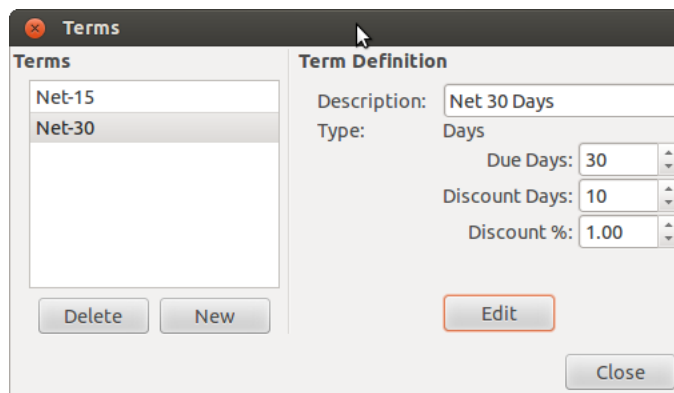 Terms
Terms
Net-15
Net-30
Delete New
Term Definition
Description: Net 30 Days
Type: Days
Due Days: 30
Discount Days: 10
Discount %: 1.00
Edit
Close